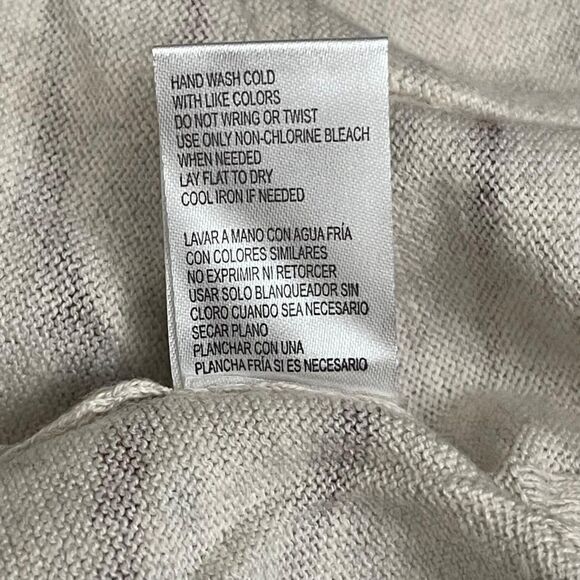 HAND WASH COLD
WITH LIKE COLORS
DO NOT WRING OR TWIST
USE ONLY NON-CHLORINE BLEACH
WHEN NEEDED
LAY FLAT TO DRY
COOL IRON IF NEEDED
LAVAR A MANO CON AGUA FRÍA
CON COLORES SIMILARES
NO EXPRIMIR NI RETORCER
USAR SOLO BLANQUEADOR SIN
CLORO CUANDO SEA NECESARIO
SECAR PLANO
PLANCHAR CON UNA
PLANCHA FRÍA SI ES NECESARIO